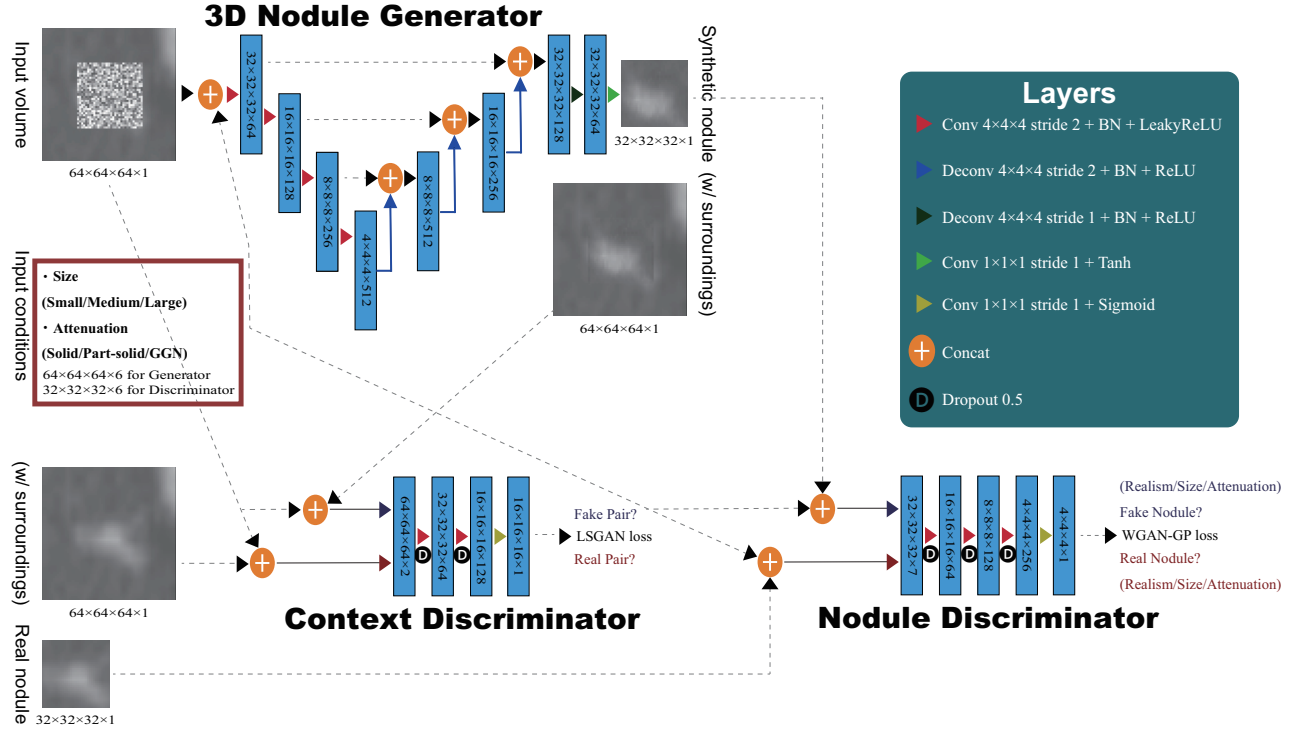 3D Nodule Generator
Input volume
64×64×64×1
32×32×32×64
16×16×16×128
8×8×8×256
4×4×4×512
8×8×8×512
16×16×16×256
32×32×32×128
32×32×32×64
32×32×32×1
Synthetic nodule (w/ surroundings)
64×64×64×1
Layers
Conv 4×4×4 stride 2 + BN + LeakyReLU
Deconv 4×4×4 stride 2 + BN + ReLU
Deconv 4×4×4 stride 1 + BN + ReLU
Conv 1×1×1 stride 1 + Tanh
Conv 1×1×1 stride 1 + Sigmoid
Concat
D Dropout 0.5
Input conditions
· Size
(Small/Medium/Large)
· Attenuation
(Solid/Part-solid/GGN)
64×64×64×6 for Generator
32×32×32×6 for Discriminator
(w/ surroundings)
64×64×64×1
Real nodule
32×32×32×1
64×64×64×2
D
32×32×32×64
D
16×16×16×128
16×16×16×1
Fake Pair?
LSGAN loss
Real Pair?
Context Discriminator
32×32×32×7
D
16×16×16×64
D
8×8×8×128
D
4×4×4×256
4×4×4×1
(Realism/Size/Attenuation)
Fake Nodule?
WGAN-GP loss
Real Nodule?
(Realism/Size/Attenuation)
Nodule Discriminator